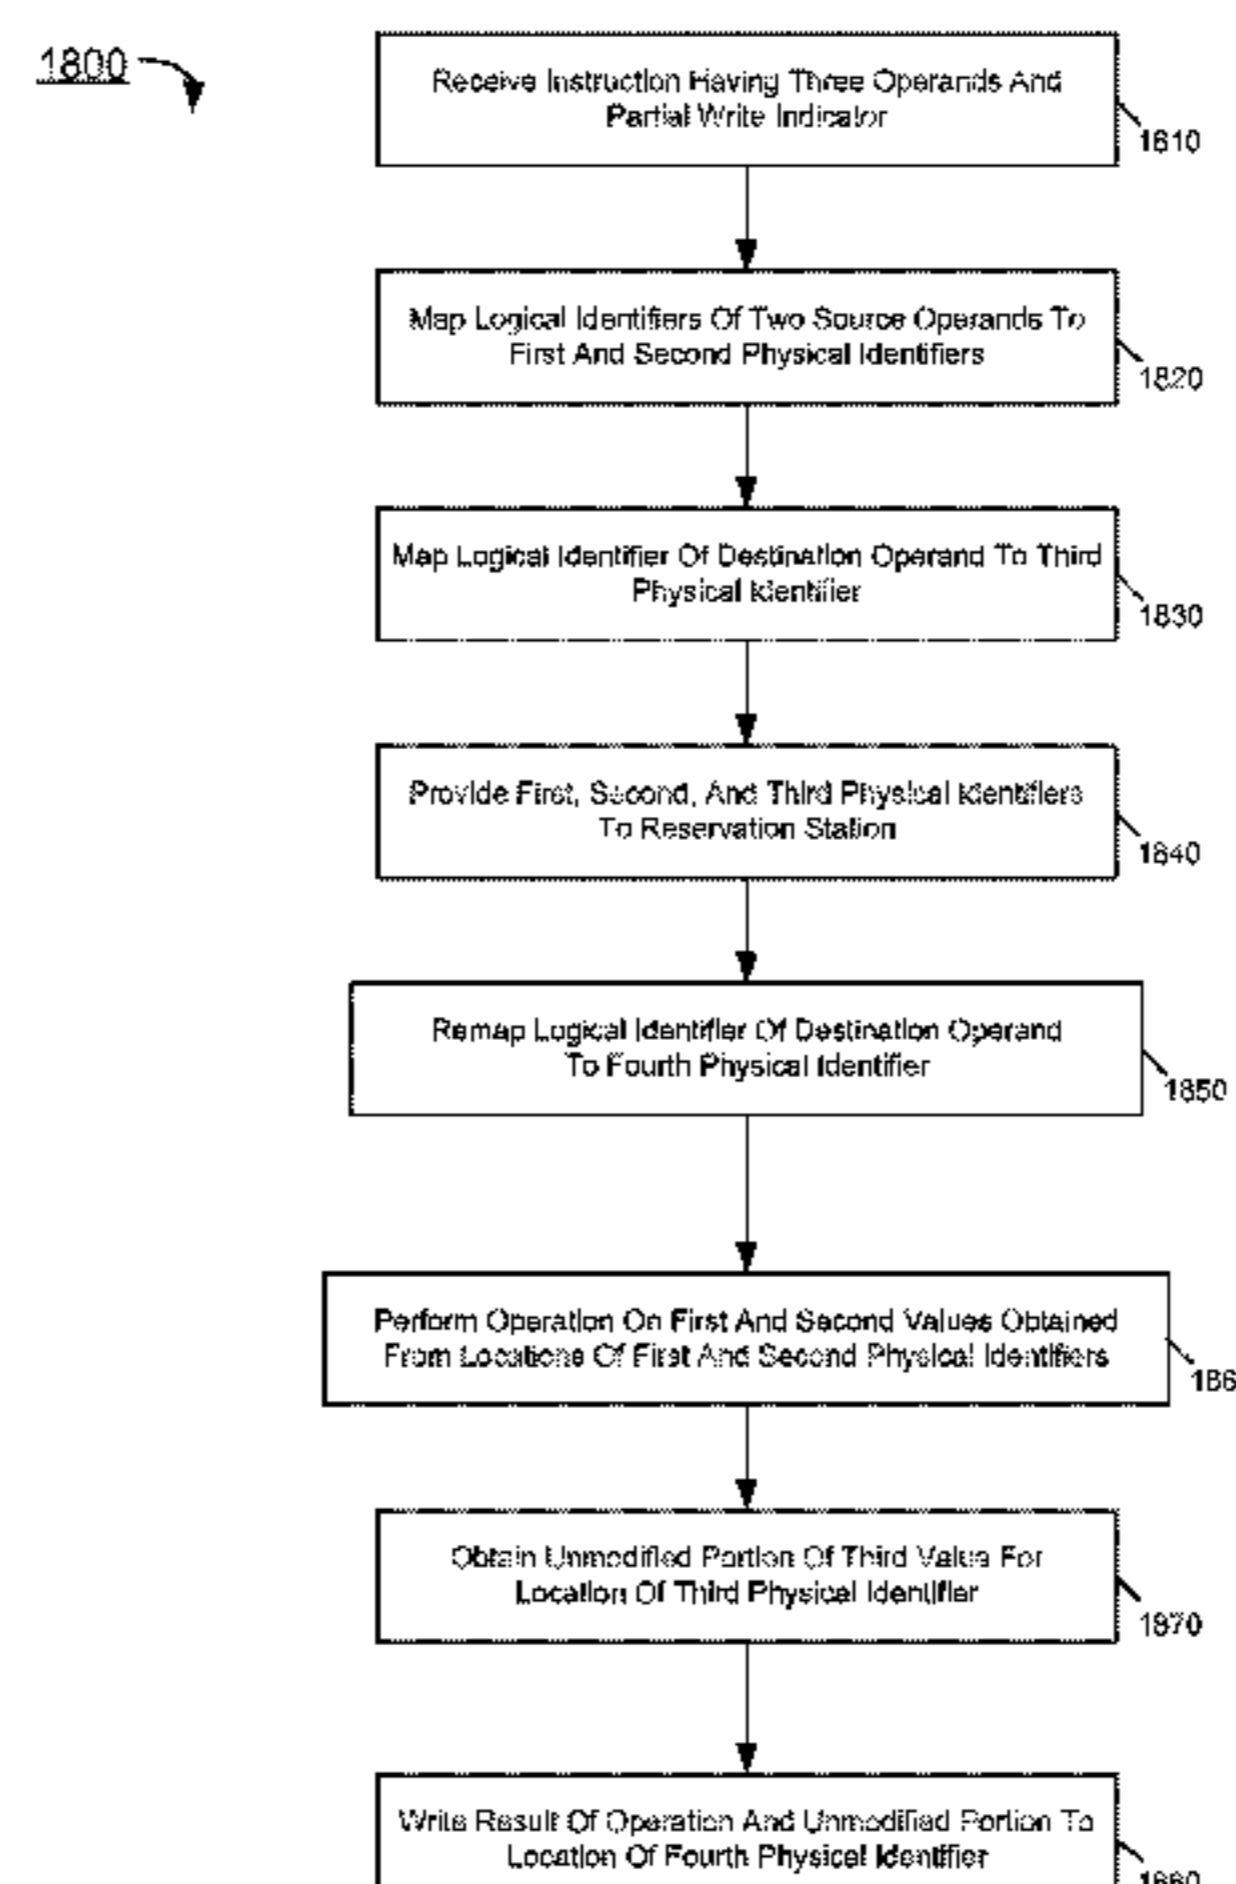 1800
Receive Instruction Having Three Operands And
Partial Write Indicator
1810
Map Logical Identifiers Of Two Source Operands To
First And Second Physical Identifiers
1820
Map Logical Identifier Of Destination Operand To Third
Physical Identifier
1830
Provide First, Second, And Third Physical Identifiers
To Reservation Station
1840
Remap Logical Identifier Of Destination Operand
To Fourth Physical Identifier
1850
Perform Operation On First And Second Values Obtained
From Locations Of First And Second Physical Identifiers
186
Obtain Unmodified Portion Of Third Value For
Location Of Third Physical Identifier
1870
Write Result Of Operation And Unmodified Portion To
Location Of Fourth Physical Identifier
1880